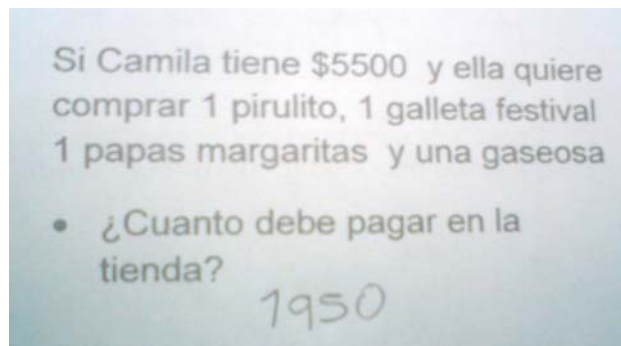 Si Camila tiene $5500 y ella quiere
comprar 1 pirulito, 1 galleta festival
1 papas margaritas y una gaseosa
• ¿Cuanto debe pagar en la
tienda?
1950